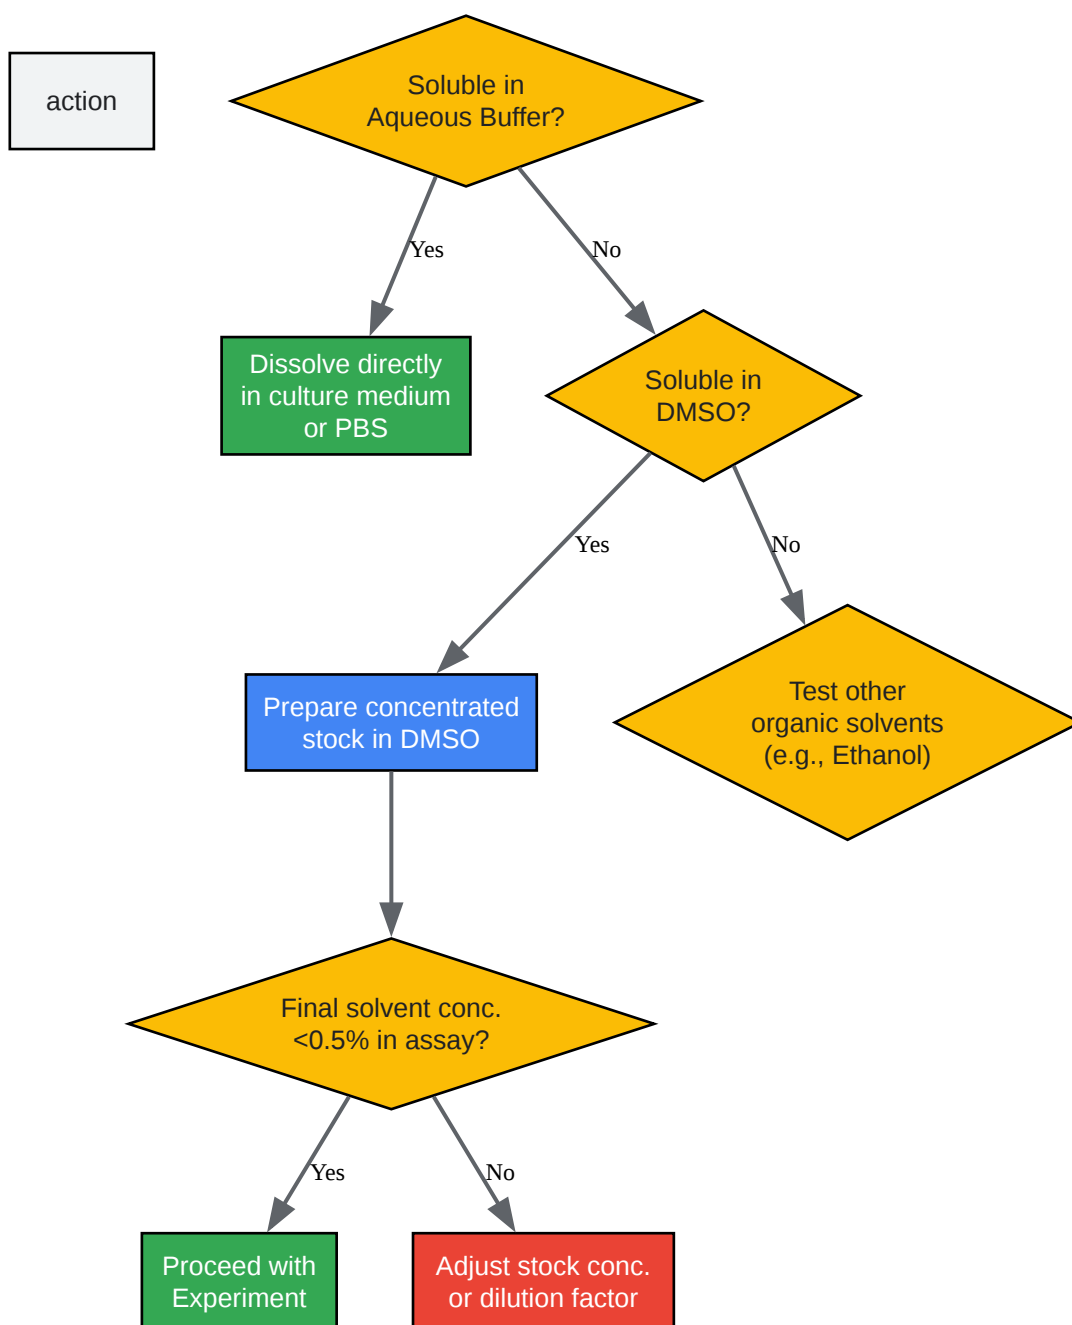 action
Soluble in
Aqueous Buffer?
Yes
No
Dissolve directly
in culture medium
or PBS
Soluble in
DMSO?
Yes
No
Prepare concentrated
stock in DMSO
Test other
organic solvents
(e.g., Ethanol)
Final solvent conc.
<0.5% in assay?
Yes
No
Proceed with
Experiment
Adjust stock conc.
or dilution factor